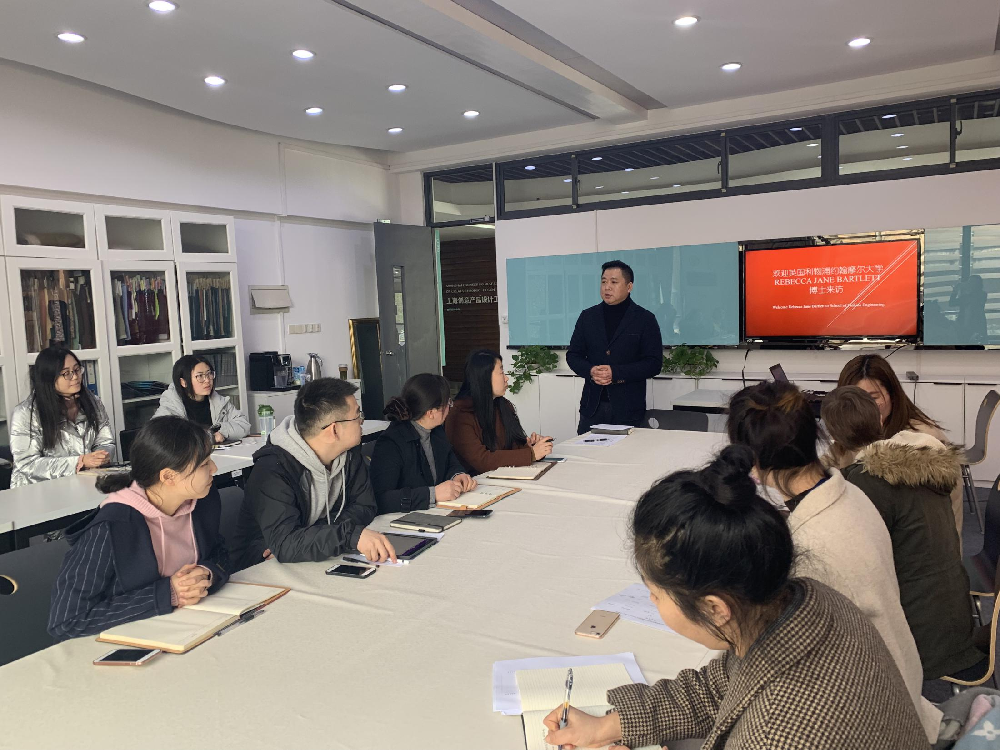 SHANGHAI ENGINEERING RESEA
OF CREATIVE PRODUC DESIGN
上海创意产品设计工
欢迎英国利物浦约翰摩尔大学
REBECCA JANE BARTLETT
博士来访
Welcome Rebecca Jane Bartlett to School of Fashion Engineering
iPhone